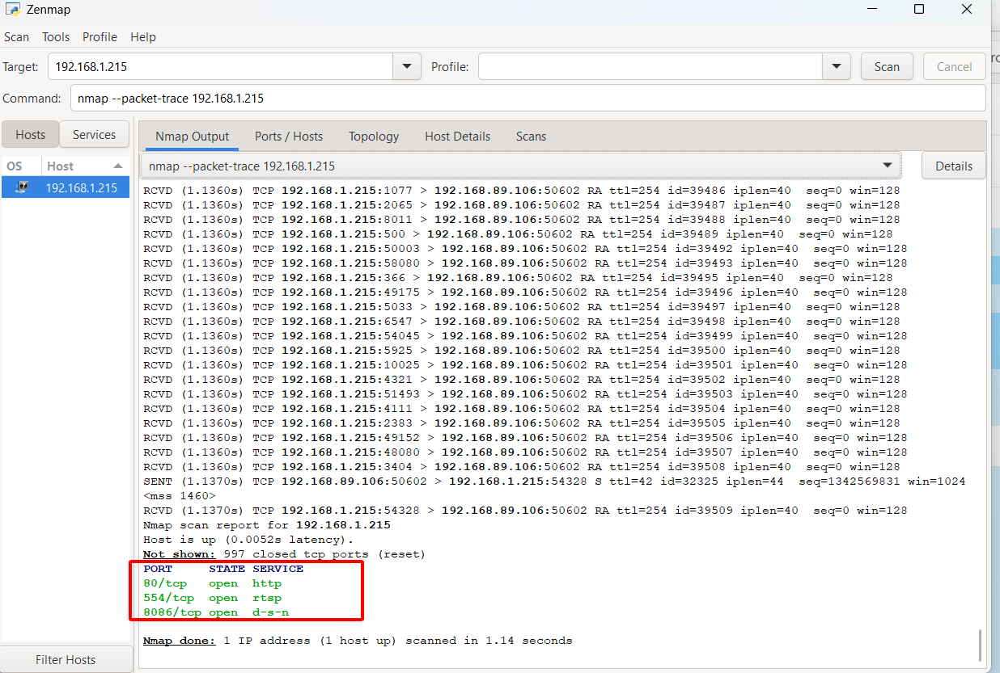 Zenmap
Scan Tools Profile Help
Target: 192.168.1.215 Profile: Scan Cancel
Command: nmap --packet-trace 192.168.1.215
Hosts Services
Nmap Output Ports / Hosts Topology Host Details Scans
OS Host
192.168.1.215
nmap --packet-trace 192.168.1.215 Details
RCVD (1.1360s) TCP 192.168.1.215:1077 > 192.168.89.106:50602 RA ttl=254 id=39486 iplen=40  seq=0 win=128
RCVD (1.1360s) TCP 192.168.1.215:2065 > 192.168.89.106:50602 RA ttl=254 id=39487 iplen=40  seq=0 win=128
RCVD (1.1360s) TCP 192.168.1.215:8011 > 192.168.89.106:50602 RA ttl=254 id=39488 iplen=40  seq=0 win=128
RCVD (1.1360s) TCP 192.168.1.215:500 > 192.168.89.106:50602 RA ttl=254 id=39489 iplen=40  seq=0 win=128
RCVD (1.1360s) TCP 192.168.1.215:50003 > 192.168.89.106:50602 RA ttl=254 id=39492 iplen=40  seq=0 win=128
RCVD (1.1360s) TCP 192.168.1.215:58080 > 192.168.89.106:50602 RA ttl=254 id=39493 iplen=40  seq=0 win=128
RCVD (1.1360s) TCP 192.168.1.215:366 > 192.168.89.106:50602 RA ttl=254 id=39495 iplen=40  seq=0 win=128
RCVD (1.1360s) TCP 192.168.1.215:49175 > 192.168.89.106:50602 RA ttl=254 id=39496 iplen=40  seq=0 win=128
RCVD (1.1360s) TCP 192.168.1.215:5033 > 192.168.89.106:50602 RA ttl=254 id=39497 iplen=40  seq=0 win=128
RCVD (1.1360s) TCP 192.168.1.215:6547 > 192.168.89.106:50602 RA ttl=254 id=39498 iplen=40  seq=0 win=128
RCVD (1.1360s) TCP 192.168.1.215:54045 > 192.168.89.106:50602 RA ttl=254 id=39499 iplen=40  seq=0 win=128
RCVD (1.1360s) TCP 192.168.1.215:5925 > 192.168.89.106:50602 RA ttl=254 id=39500 iplen=40  seq=0 win=128
RCVD (1.1360s) TCP 192.168.1.215:10025 > 192.168.89.106:50602 RA ttl=254 id=39501 iplen=40  seq=0 win=128
RCVD (1.1360s) TCP 192.168.1.215:4321 > 192.168.89.106:50602 RA ttl=254 id=39502 iplen=40  seq=0 win=128
RCVD (1.1360s) TCP 192.168.1.215:51493 > 192.168.89.106:50602 RA ttl=254 id=39503 iplen=40  seq=0 win=128
RCVD (1.1360s) TCP 192.168.1.215:4111 > 192.168.89.106:50602 RA ttl=254 id=39504 iplen=40  seq=0 win=128
RCVD (1.1360s) TCP 192.168.1.215:2383 > 192.168.89.106:50602 RA ttl=254 id=39505 iplen=40  seq=0 win=128
RCVD (1.1360s) TCP 192.168.1.215:49152 > 192.168.89.106:50602 RA ttl=254 id=39506 iplen=40  seq=0 win=128
RCVD (1.1360s) TCP 192.168.1.215:48080 > 192.168.89.106:50602 RA ttl=254 id=39507 iplen=40  seq=0 win=128
RCVD (1.1360s) TCP 192.168.1.215:3404 > 192.168.89.106:50602 RA ttl=254 id=39508 iplen=40  seq=0 win=128
SENT (1.1370s) TCP 192.168.89.106:50602 > 192.168.1.215:54328 S ttl=42 id=32325 iplen=44  seq=1342569831 win=1024
<mss 1460>
RCVD (1.1370s) TCP 192.168.1.215:54328 > 192.168.89.106:50602 RA ttl=254 id=39509 iplen=40  seq=0 win=128
Nmap scan report for 192.168.1.215
Host is up (0.0052s latency).
Not shown: 997 closed tcp ports (reset)
PORT     STATE SERVICE
80/tcp   open  http
554/tcp  open  rtsp
8086/tcp open  d-s-n
Nmap done: 1 IP address (1 host up) scanned in 1.14 seconds
Filter Hosts